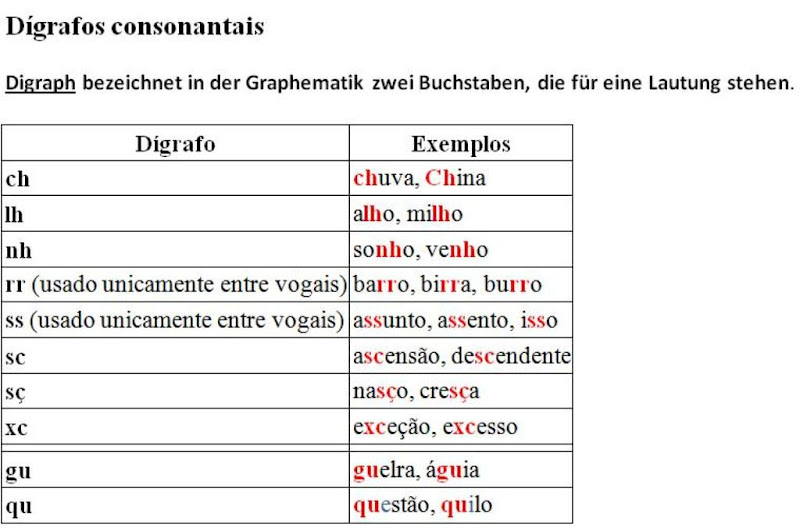 Dígrafos consonantais
Digraph bezeichnet in der Graphematik zwei Buchstaben, die für eine Lautung stehen.
Dígrafo Exemplos
ch chuva, China
lh alho, milho
nh sonho, venho
rr (usado unicamente entre vogais) barro, birra, burro
ss (usado unicamente entre vogais) assunto, assento, isso
sc ascensão, descendente
sç nasço, cresça
xc exceção, excesso
gu guelra, águia
qu questão, quilo